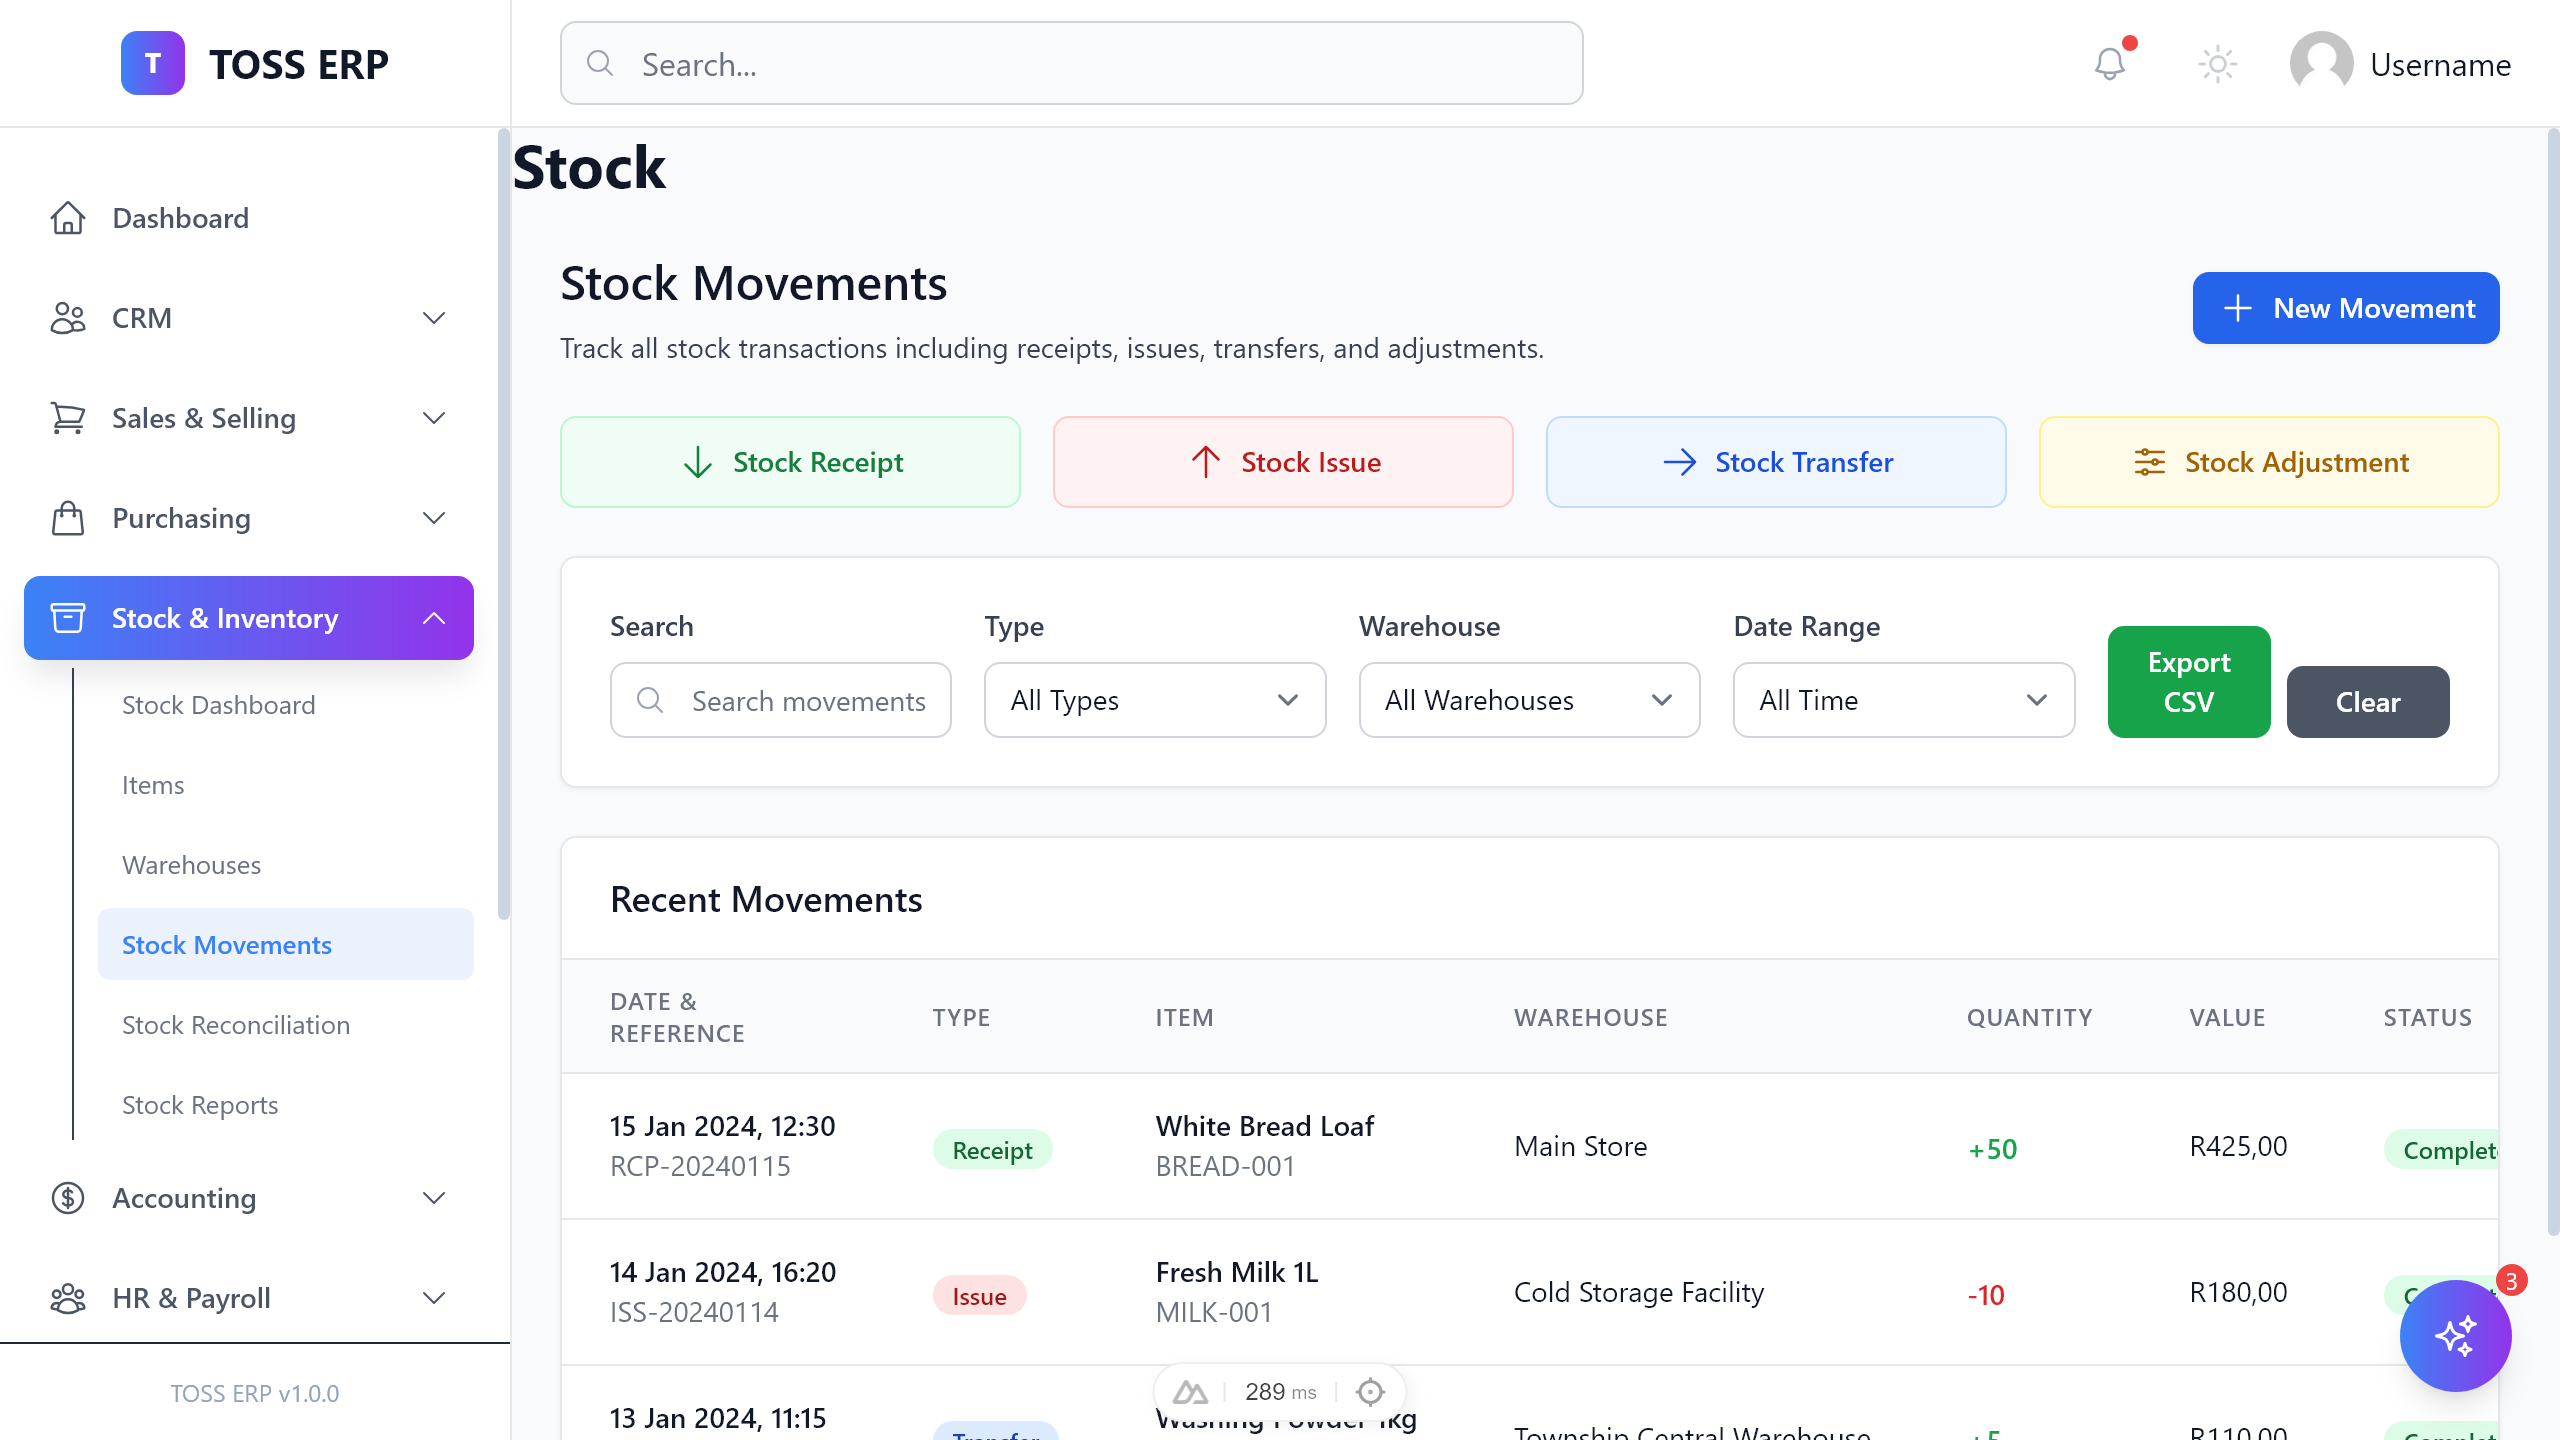 T TOSS ERP
Search...
Username
Dashboard
CRM
Sales & Selling
Purchasing
Stock & Inventory
Stock Dashboard
Items
Warehouses
Stock Movements
Stock Reconciliation
Stock Reports
Accounting
HR & Payroll
TOSS ERP v1.0.0
Stock
Stock Movements
Track all stock transactions including receipts, issues, transfers, and adjustments.
New Movement
Stock Receipt
Stock Issue
Stock Transfer
Stock Adjustment
Search
Type
Warehouse
Date Range
Search movements
All Types
All Warehouses
All Time
Export
CSV
Clear
Recent Movements
DATE &
REFERENCE
TYPE
ITEM
WAREHOUSE
QUANTITY
VALUE
STATUS
15 Jan 2024, 12:30
RCP-20240115
Receipt
White Bread Loaf
BREAD-001
Main Store
+50
R425,00
Complete
14 Jan 2024, 16:20
ISS-20240114
Issue
Fresh Milk 1L
MILK-001
Cold Storage Facility
-10
R180,00
3
289 ms
13 Jan 2024, 11:15
Transfer
Washing Powder 1kg
Township Central Warehouse
+5
R110,00
Complet